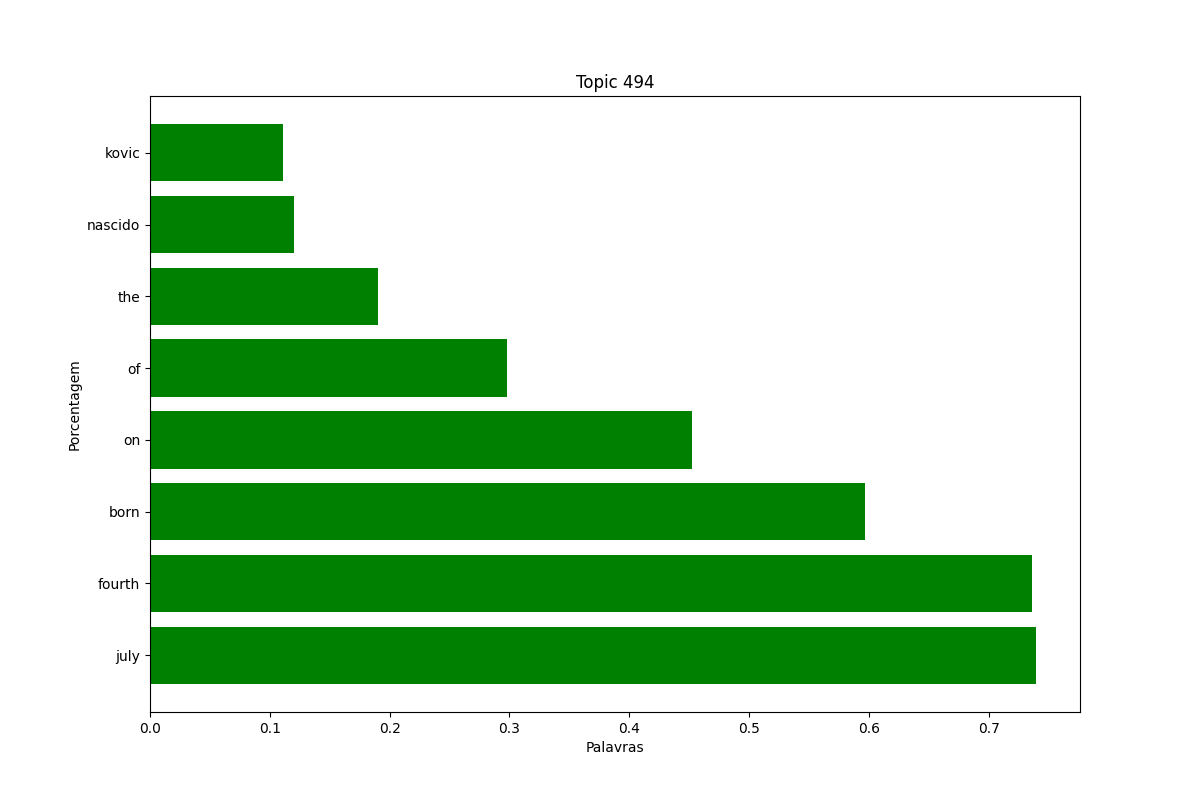 Topic 494
kovic
nascido
the
of
on
born
fourth
july
Porcentagem
0.0 0.1 0.2 0.3 0.4 0.5 0.6 0.7
Palavras